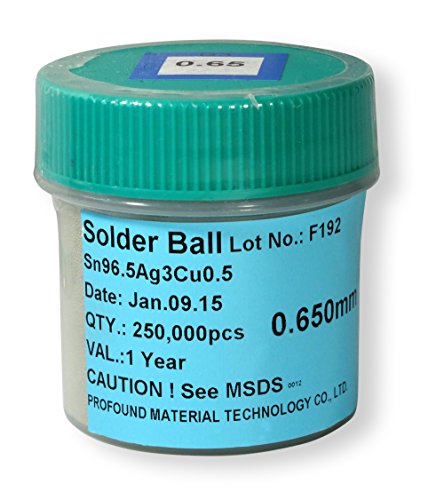 0.65
Solder Ball Lot No.: F192
Sn96.5Ag3Cu0.5
Date: Jan.09.15
QTY.: 250,000pcs 0.650mm
VAL.:1 Year
CAUTION ! See MSDS 0012
PROFOUND MATERIAL TECHNOLOGY CO., LTD.